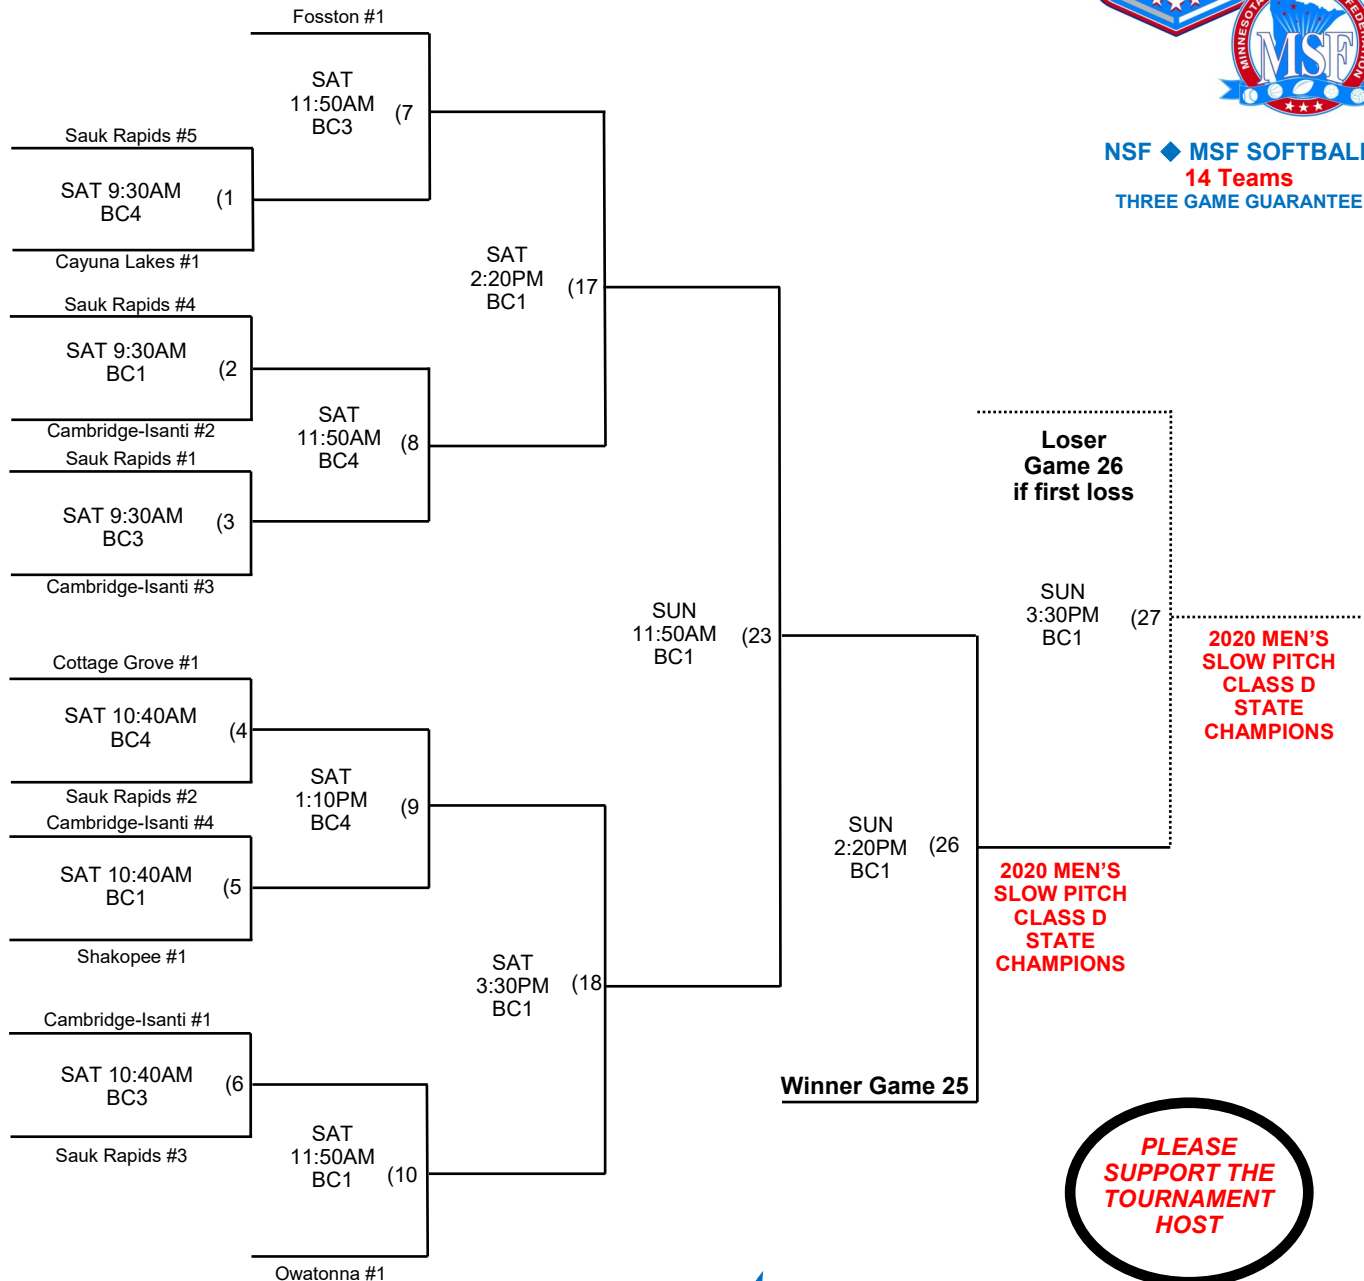 Fosston #1
SAT
11:50AM
BC3
(7
Sauk Rapids #5
SAT 9:30AM
BC4
(1
Cayuna Lakes #1
Sauk Rapids #4
SAT 9:30AM
BC1
(2
Cambridge-Isanti #2
SAT
11:50AM
BC4
(8
Sauk Rapids #1
SAT 9:30AM
BC3
(3
Cambridge-Isanti #3
SAT
2:20PM
BC1
(17
Cottage Grove #1
SAT 10:40AM
BC4
(4
Sauk Rapids #2
SAT
1:10PM
BC4
(9
Cambridge-Isanti #4
SAT 10:40AM
BC1
(5
Shakopee #1
Cambridge-Isanti #1
SAT 10:40AM
BC3
(6
Sauk Rapids #3
SAT
11:50AM
BC1
(10
Owatonna #1
SAT
3:30PM
BC1
(18
SUN
11:50AM
BC1
(23
SUN
2:20PM
BC1
(26
Winner Game 25
2020 MEN'S
SLOW PITCH
CLASS D
STATE
CHAMPIONS
Loser
Game 26
if first loss
SUN
3:30PM
BC1
(27
2020 MEN'S
SLOW PITCH
CLASS D
STATE
CHAMPIONS
MSF
NSF ◆ MSF SOFTBALL
14 Teams
THREE GAME GUARANTEE
PLEASE
SUPPORT THE
TOURNAMENT
HOST